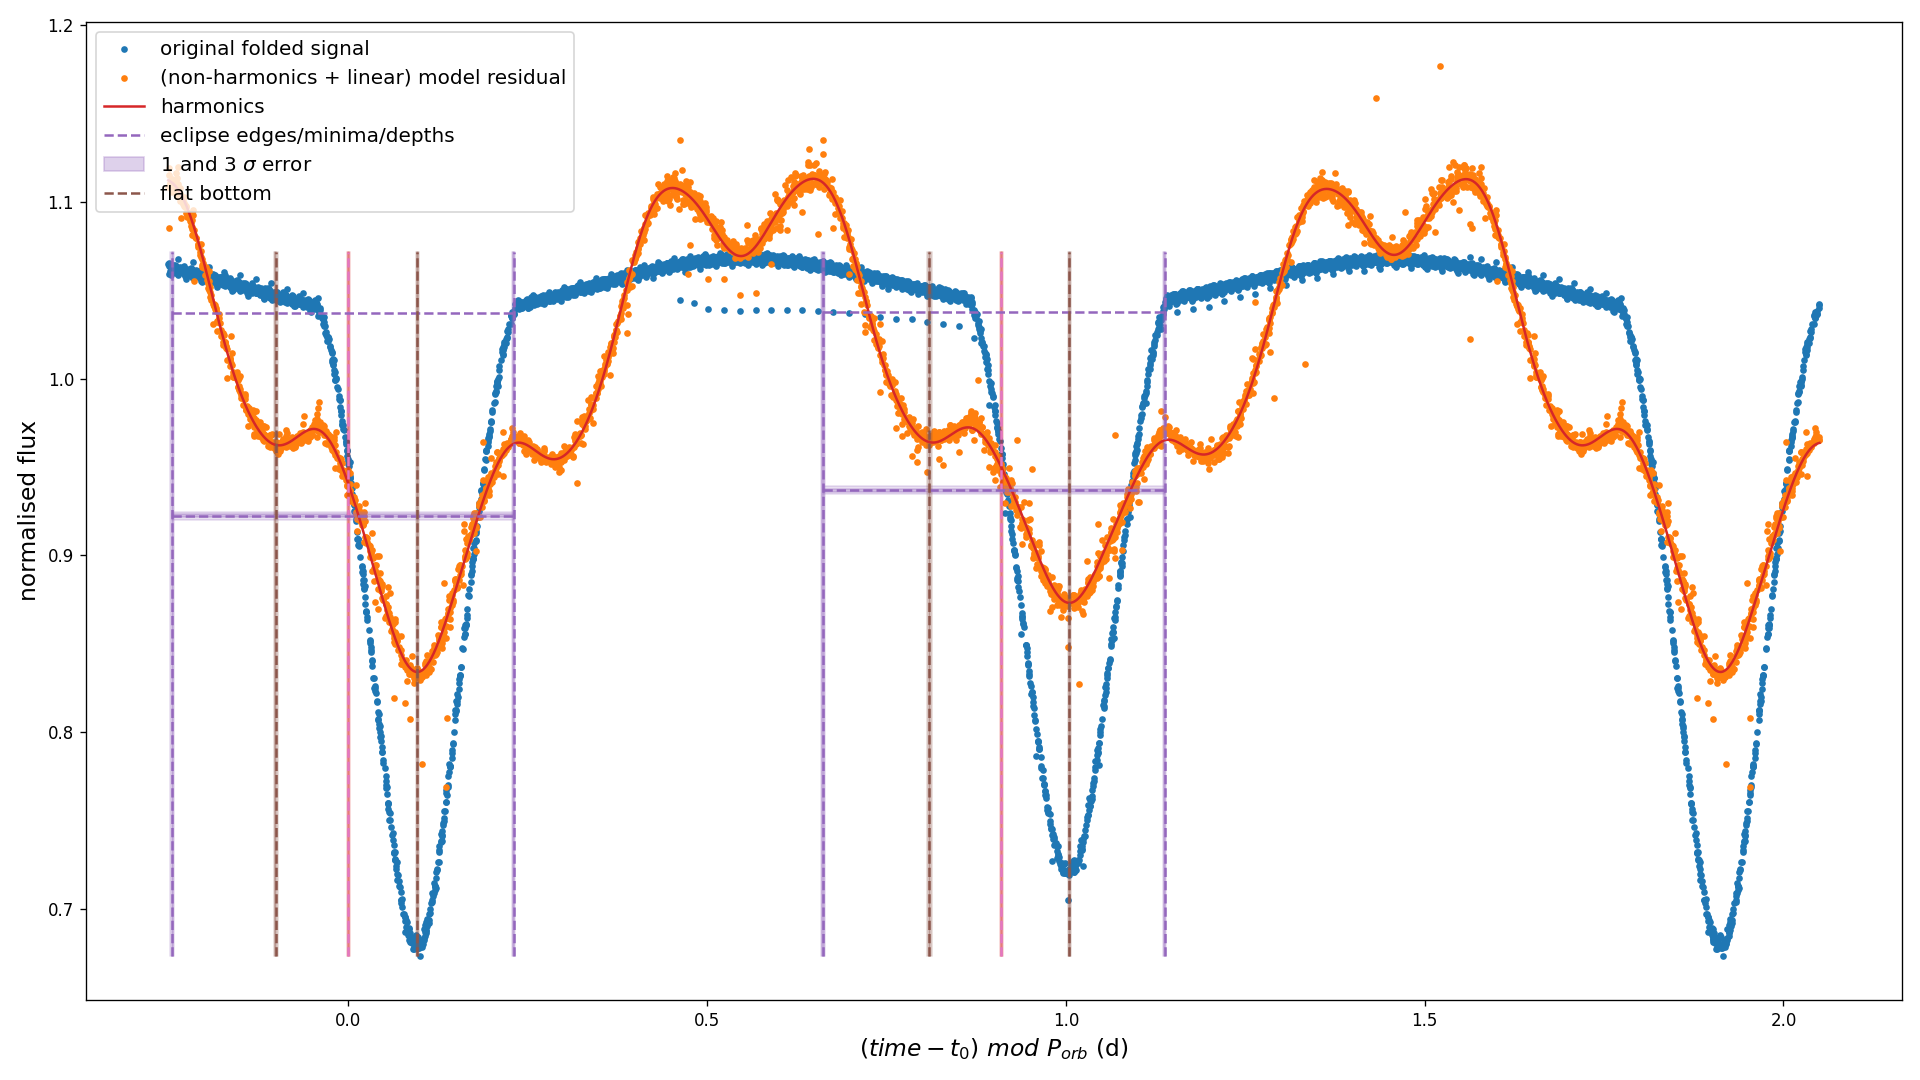 1.2
1.1
1.0
0.9
0.8
0.7
normalised flux
original folded signal
(non-harmonics + linear) model residual
harmonics
eclipse edges/minima/depths
1 and 3 σ error
flat bottom
0.0 0.5 1.0 1.5 2.0
(time − t₀) mod Pₒᵣb (d)